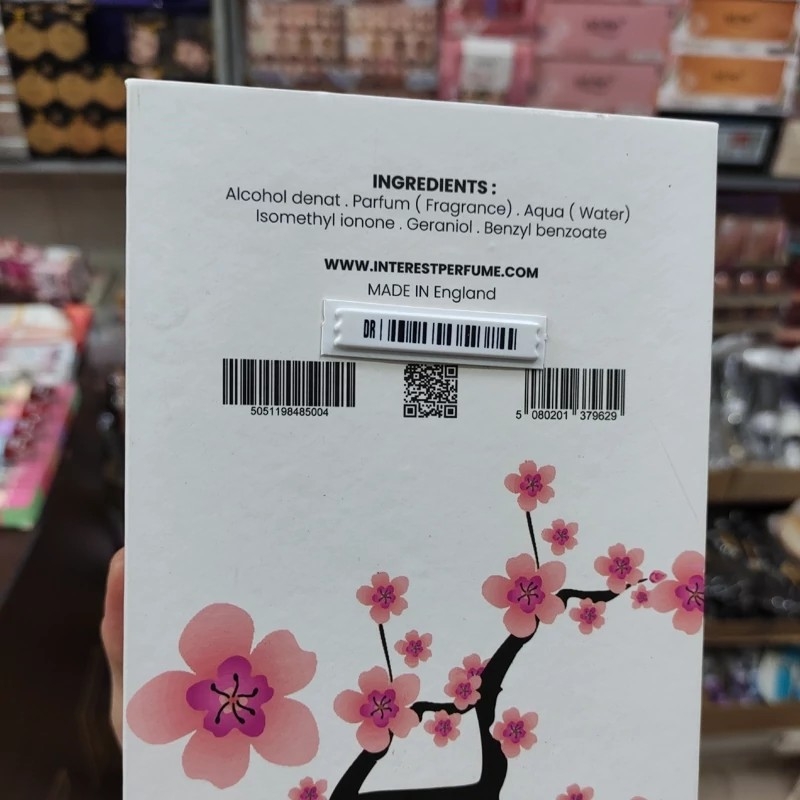 INGREDIENTS :
Alcohol denat . Parfum ( Fragrance) . Aqua ( Water)
Isomethyl ionone . Geraniol . Benzyl benzoate
WWW.INTERESTPERFUME.COM
MADE IN England
DR
5051198485004
5 080201 379629